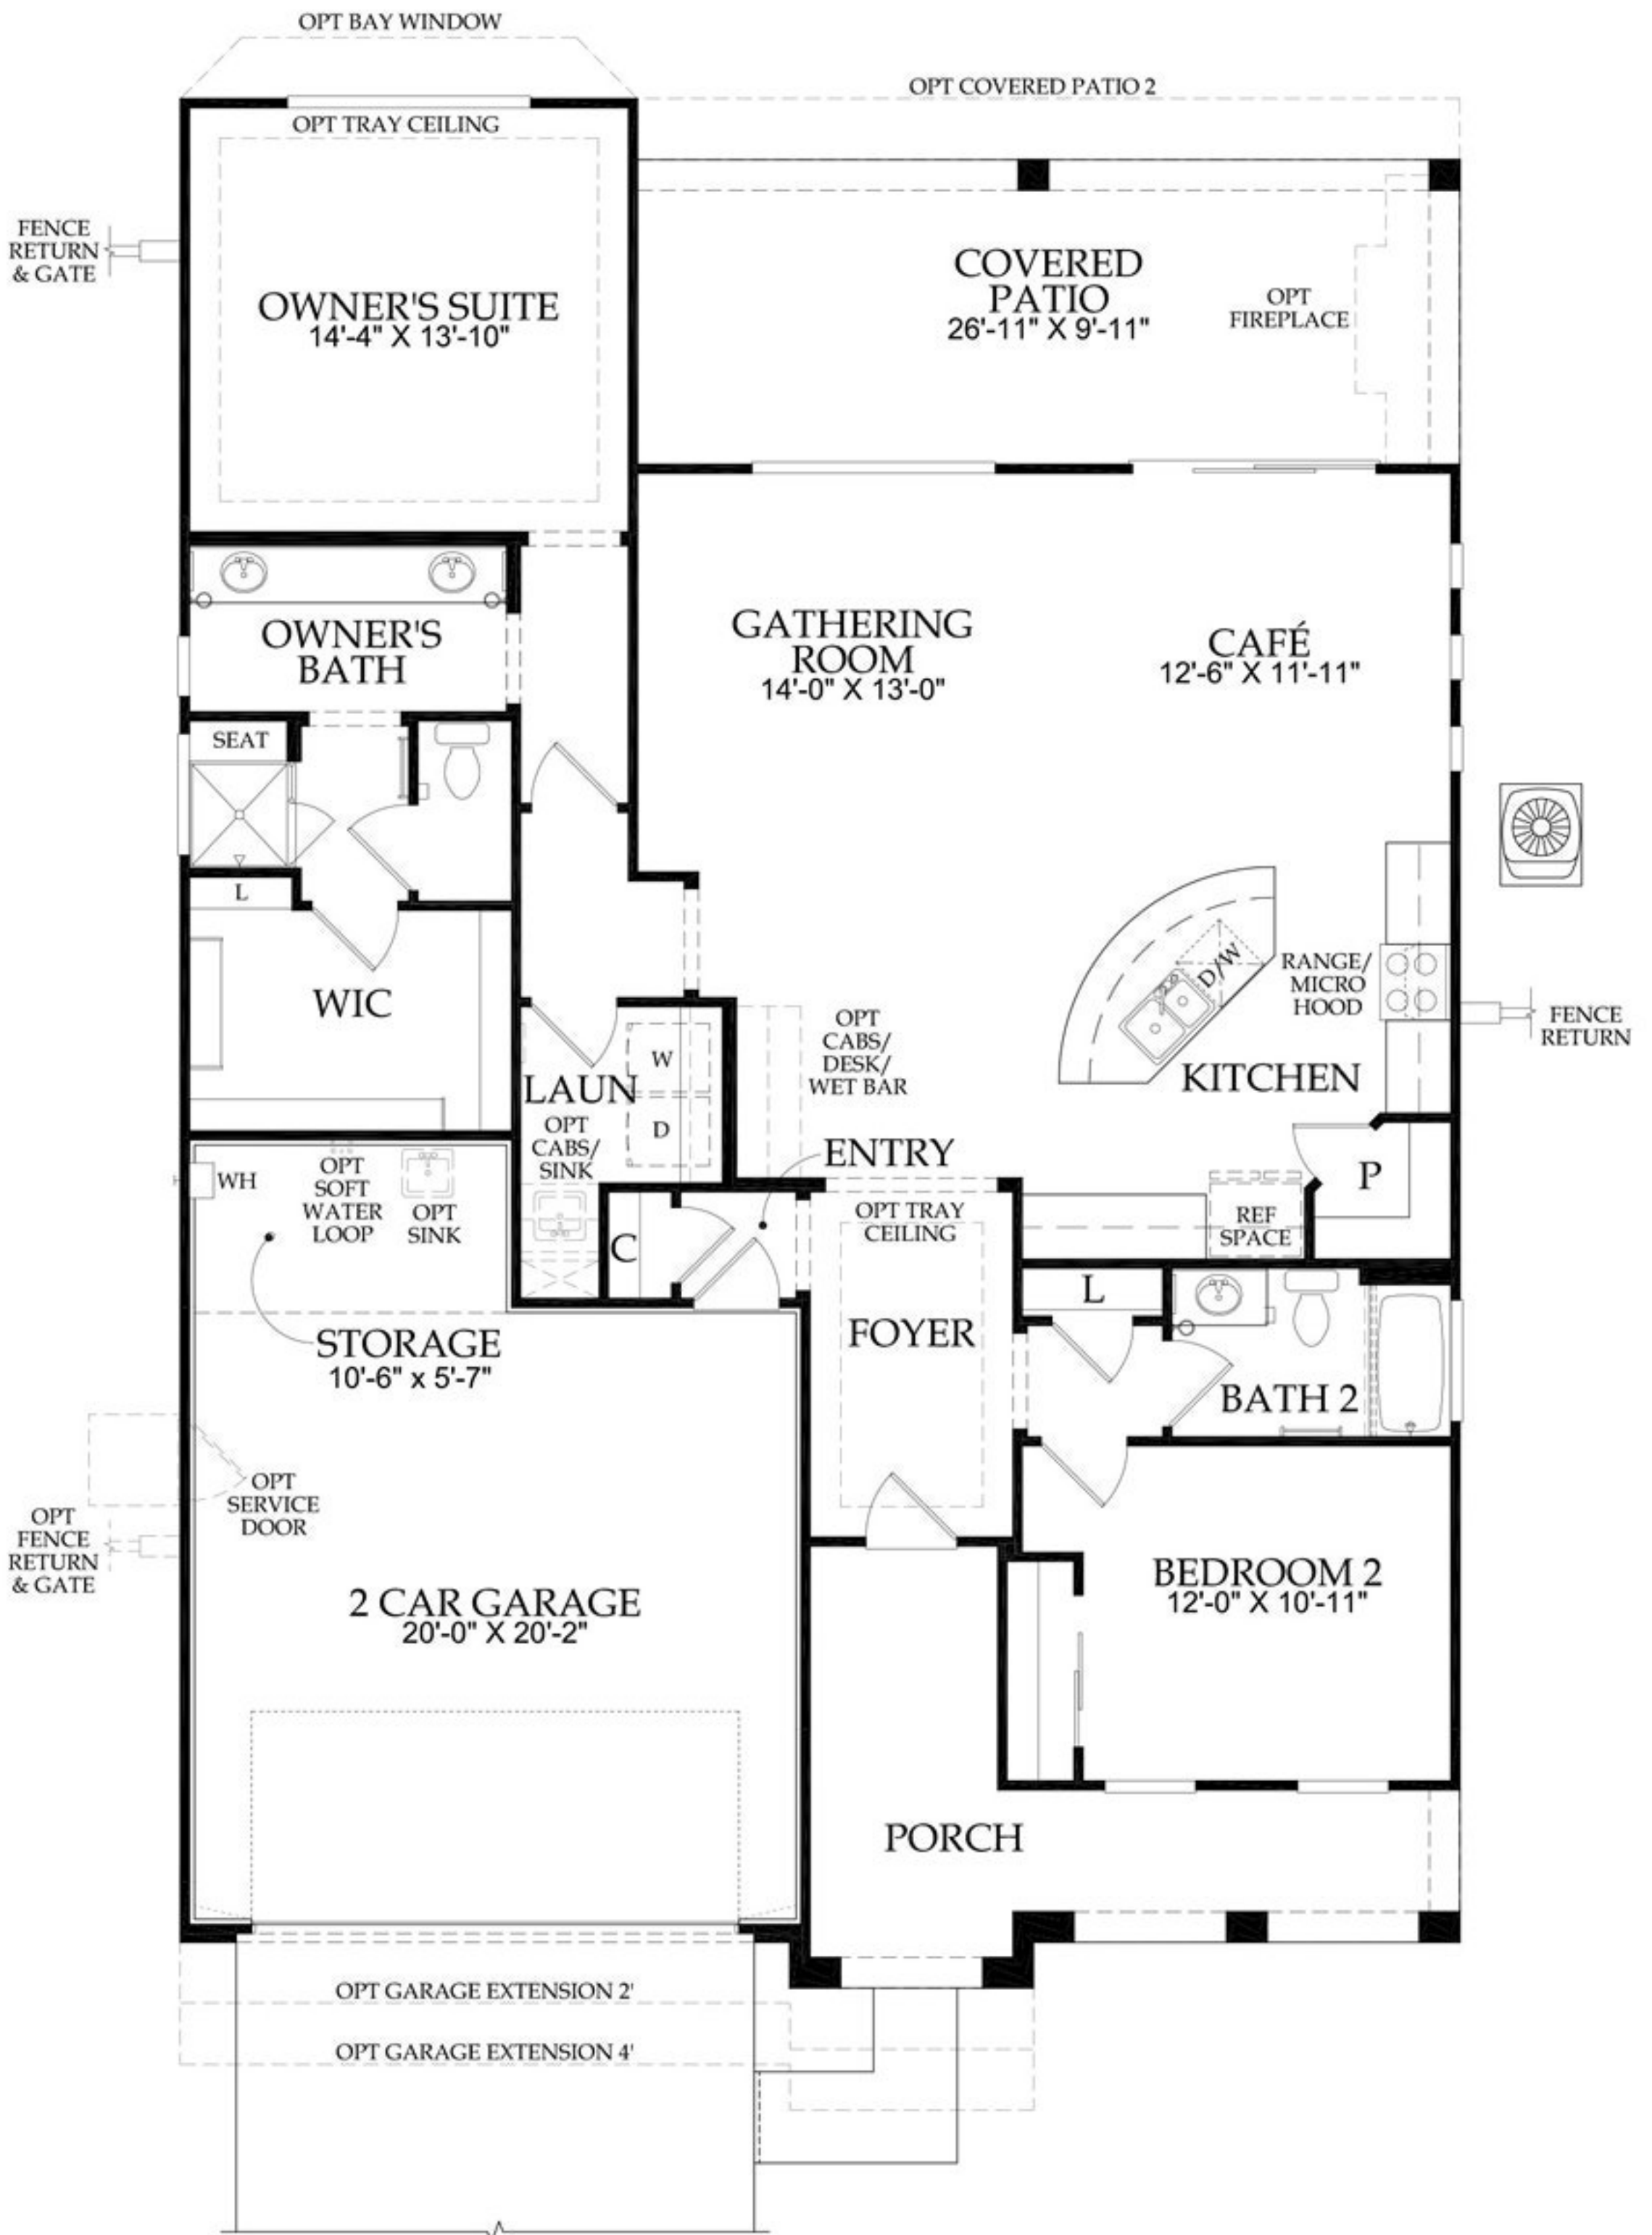 OPT BAY WINDOW
OPT COVERED PATIO 2
OPT TRAY CEILING
FENCE
RETURN
& GATE
OWNER'S SUITE
14'-4" X 13'-10"
COVERED
PATIO
26'-11" X 9'-11"
OPT
FIREPLACE
OWNER'S
BATH
GATHERING
ROOM
14'-0" X 13'-0"
CAFÉ
12'-6" X 11'-11"
SEAT
L
WIC
D/W
RANGE/
MICRO
HOOD
FENCE
RETURN
KITCHEN
OPT
CABS/
DESK/
WET BAR
W
D
LAUN
OPT
CABS/
SINK
ENTRY
P
WH
OPT
SOFT
WATER
LOOP
OPT
SINK
C
OPT TRAY
CEILING
REF
SPACE
L
FOYER
STORAGE
10'-6" x 5'-7"
BATH 2
OPT
SERVICE
DOOR
OPT
FENCE
RETURN
& GATE
2 CAR GARAGE
20'-0" X 20'-2"
BEDROOM 2
12'-0" X 10'-11"
PORCH
OPT GARAGE EXTENSION 2'
OPT GARAGE EXTENSION 4'